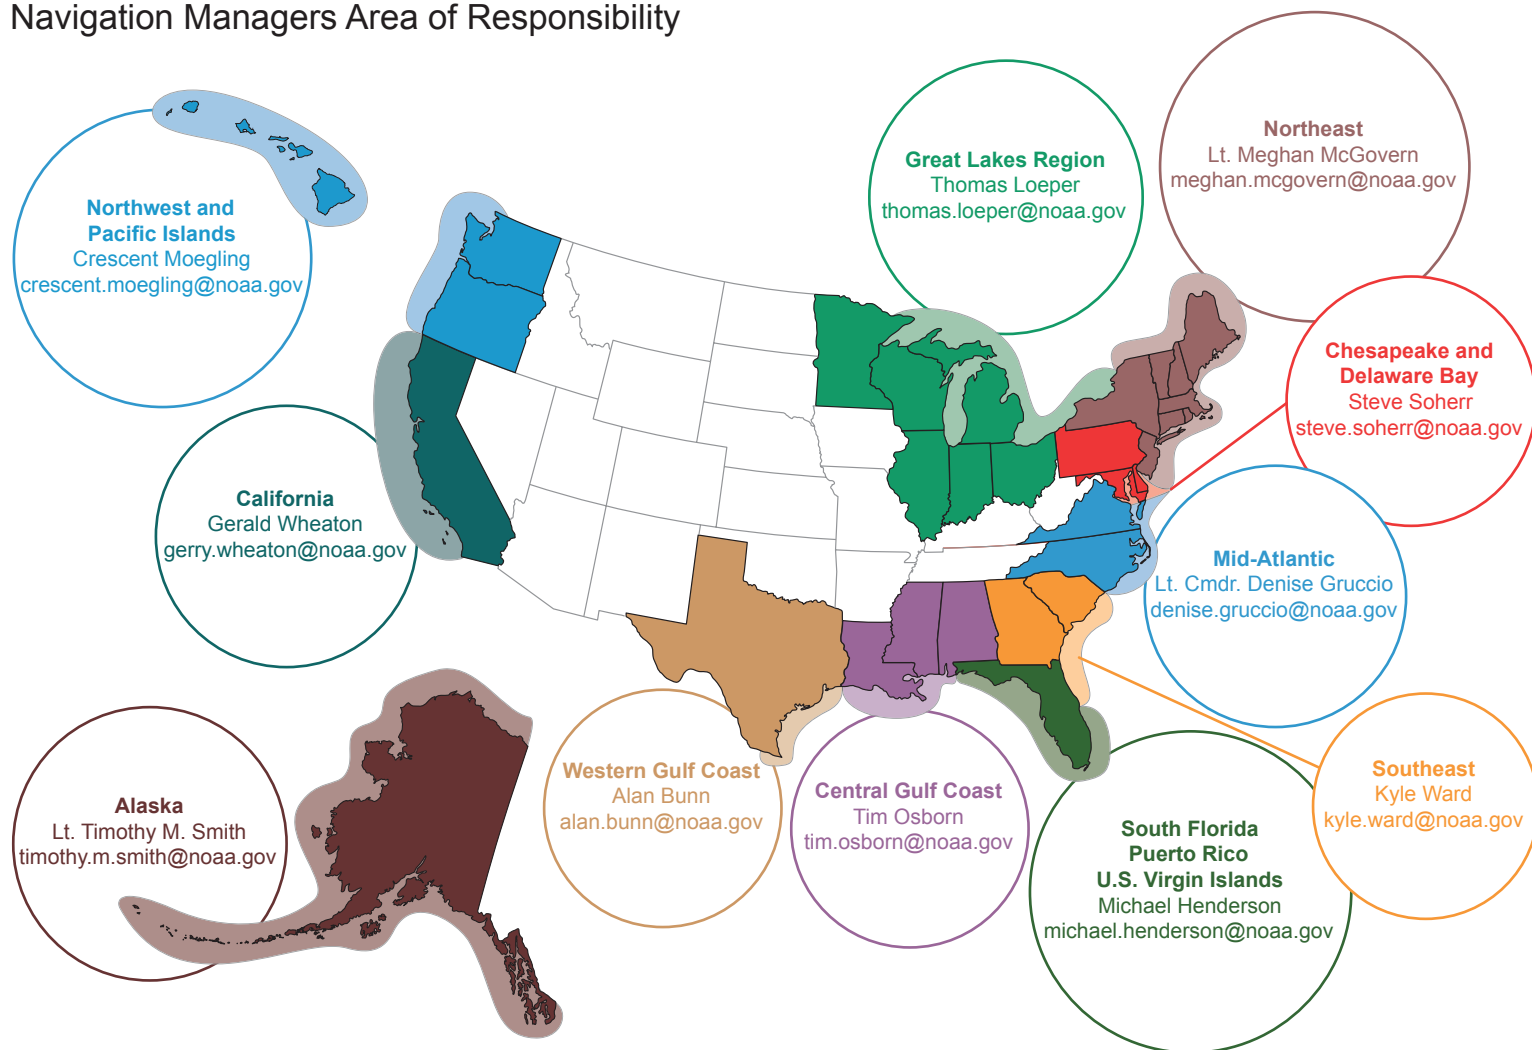 Navigation Managers Area of Responsibility
Northwest and
Pacific Islands
Crescent Moegling
crescent.moegling@noaa.gov
Great Lakes Region
Thomas Loeper
thomas.loeper@noaa.gov
Northeast
Lt. Meghan McGovern
meghan.mcgovern@noaa.gov
Chesapeake and
Delaware Bay
Steve Soherr
steve.soherr@noaa.gov
California
Gerald Wheaton
gerry.wheaton@noaa.gov
Mid-Atlantic
Lt. Cmdr. Denise Gruccio
denise.gruccio@noaa.gov
Alaska
Lt. Timothy M. Smith
timothy.m.smith@noaa.gov
Western Gulf Coast
Alan Bunn
alan.bunn@noaa.gov
Central Gulf Coast
Tim Osborn
tim.osborn@noaa.gov
South Florida
Puerto Rico
U.S. Virgin Islands
Michael Henderson
michael.henderson@noaa.gov
Southeast
Kyle Ward
kyle.ward@noaa.gov